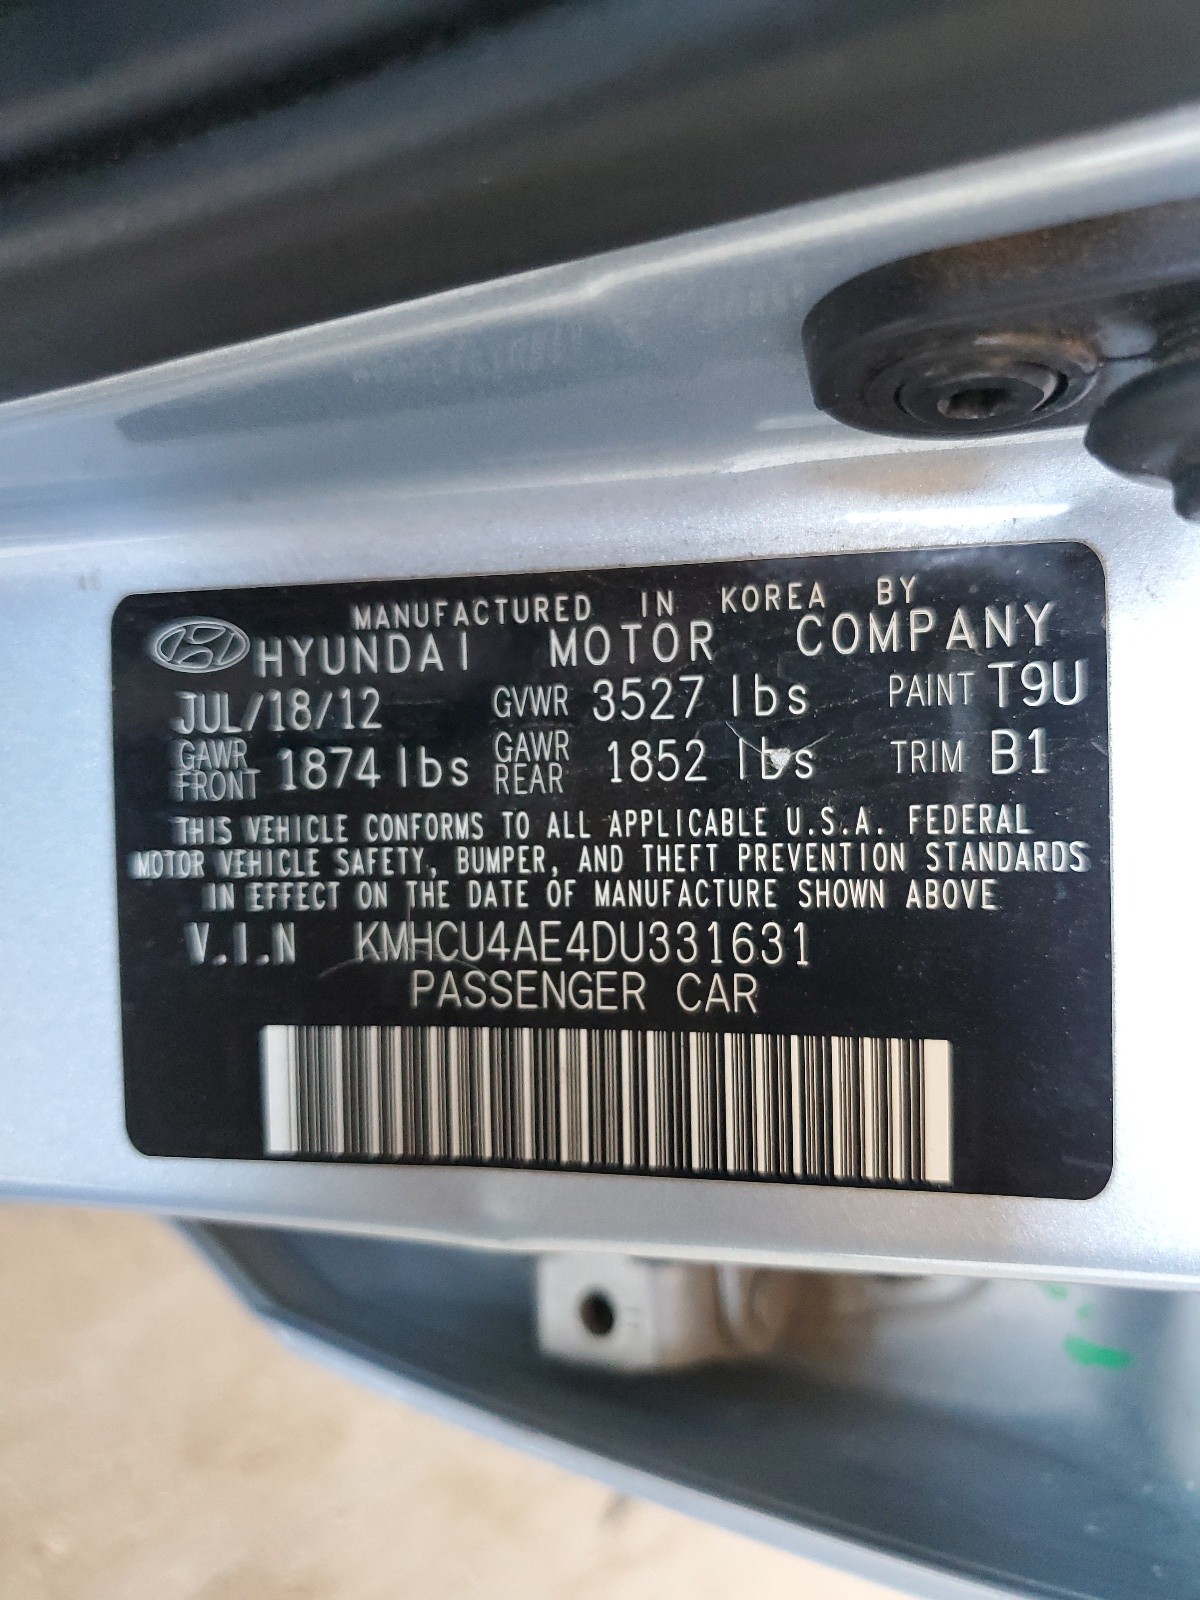 MANUFACTURED IN KOREA BY
HYUNDAI MOTOR COMPANY
JUL/18/12 GVWR 3527 lbs PAINT T9U
GAWR FRONT 1874 lbs GAWR REAR 1852 lbs TRIM B1
THIS VEHICLE CONFORMS TO ALL APPLICABLE U.S.A. FEDERAL
MOTOR VEHICLE SAFETY, BUMPER, AND THEFT PREVENTION STANDARDS
IN EFFECT ON THE DATE OF MANUFACTURE SHOWN ABOVE
V.I.N KMHCU4AE4DU331631
PASSENGER CAR